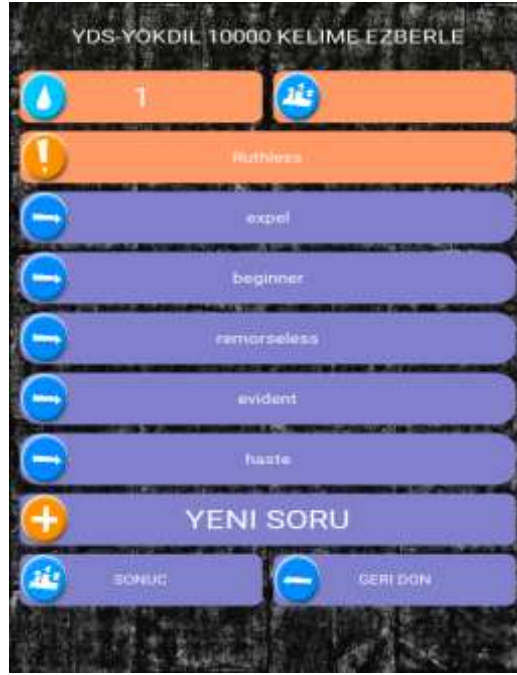 YDS-YOKDIL 10000 KELIME EZBERLE
1
Ruthless
expel
beginner
remorseless
evident
haste
YENI SORU
SONUC
GERI DON